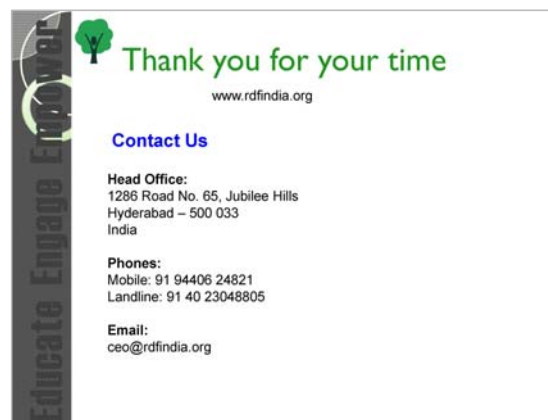 Thank you for your time
www.rdfindia.org
Contact Us
Head Office:
1286 Road No. 65, Jubilee Hills
Hyderabad – 500 033
India
Phones:
Mobile: 91 94406 24821
Landline: 91 40 23048805
Email:
ceo@rdfindia.org
Educate Engage Empower